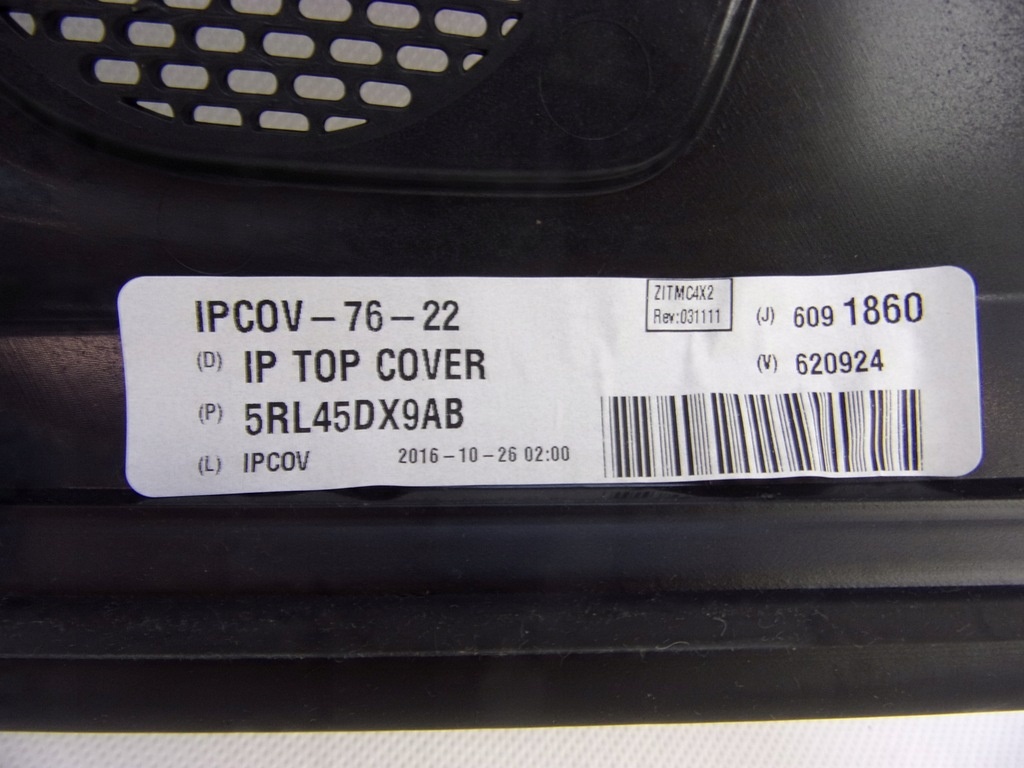 IPCOV-76-22
(D) IP TOP COVER
(P) 5RL45DX9AB
(L) IPCOV 2016-10-26 02:00
ZITMC4X2
Rev:031111
(J) 609 1860
(V) 620924